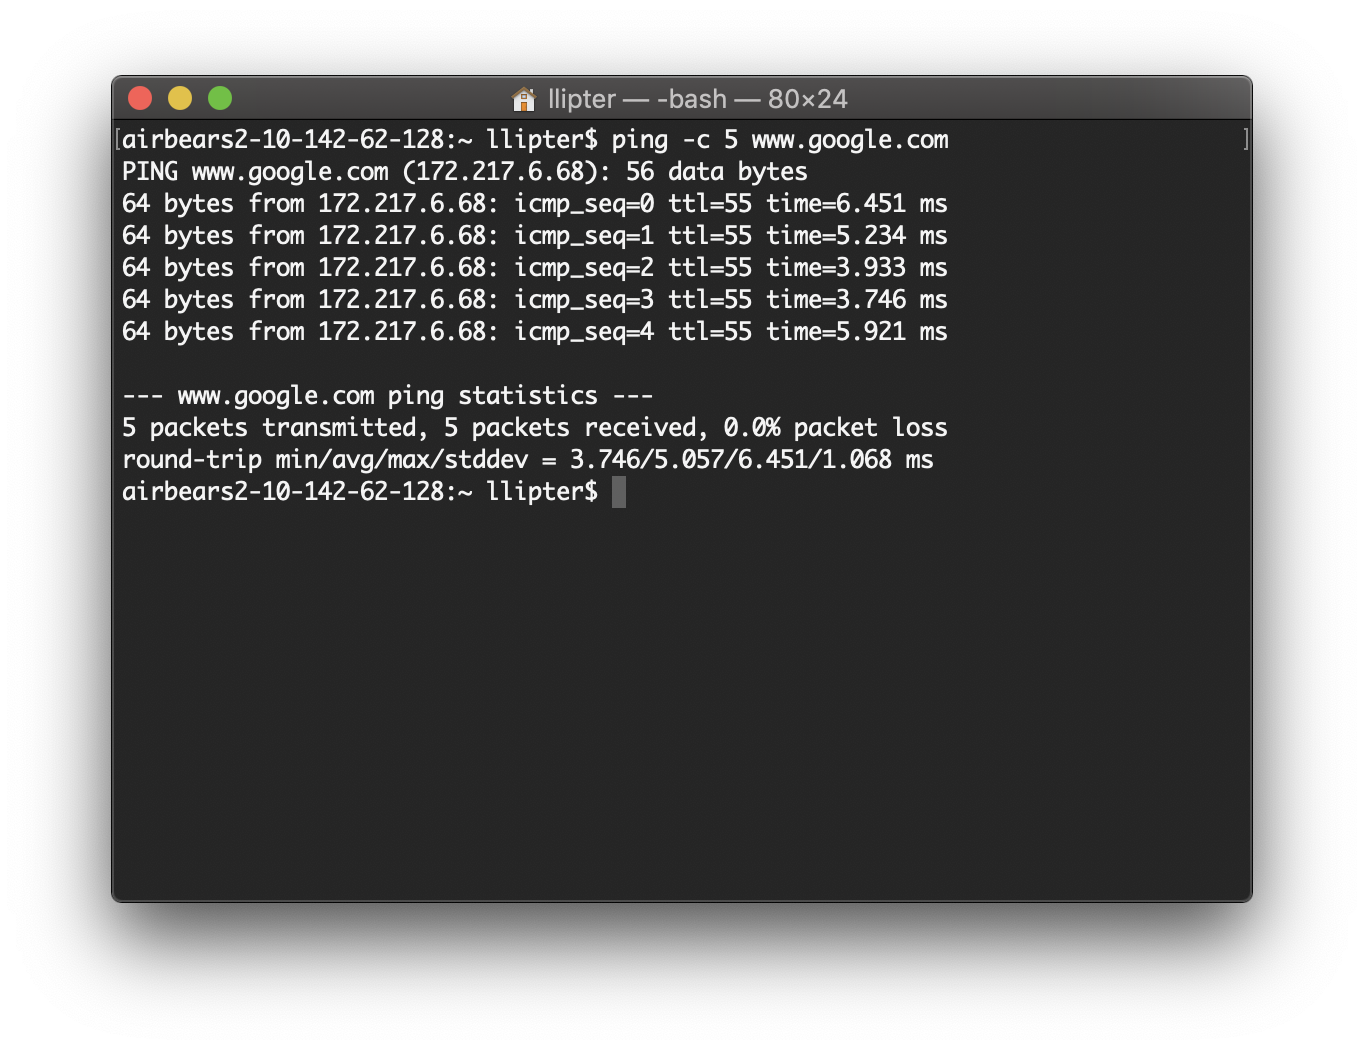 llipter — -bash — 80×24
[airbears2-10-142-62-128:~ llipter$ ping -c 5 www.google.com ]
PING www.google.com (172.217.6.68): 56 data bytes
64 bytes from 172.217.6.68: icmp_seq=0 ttl=55 time=6.451 ms
64 bytes from 172.217.6.68: icmp_seq=1 ttl=55 time=5.234 ms
64 bytes from 172.217.6.68: icmp_seq=2 ttl=55 time=3.933 ms
64 bytes from 172.217.6.68: icmp_seq=3 ttl=55 time=3.746 ms
64 bytes from 172.217.6.68: icmp_seq=4 ttl=55 time=5.921 ms
--- www.google.com ping statistics ---
5 packets transmitted, 5 packets received, 0.0% packet loss
round-trip min/avg/max/stddev = 3.746/5.057/6.451/1.068 ms
airbears2-10-142-62-128:~ llipter$